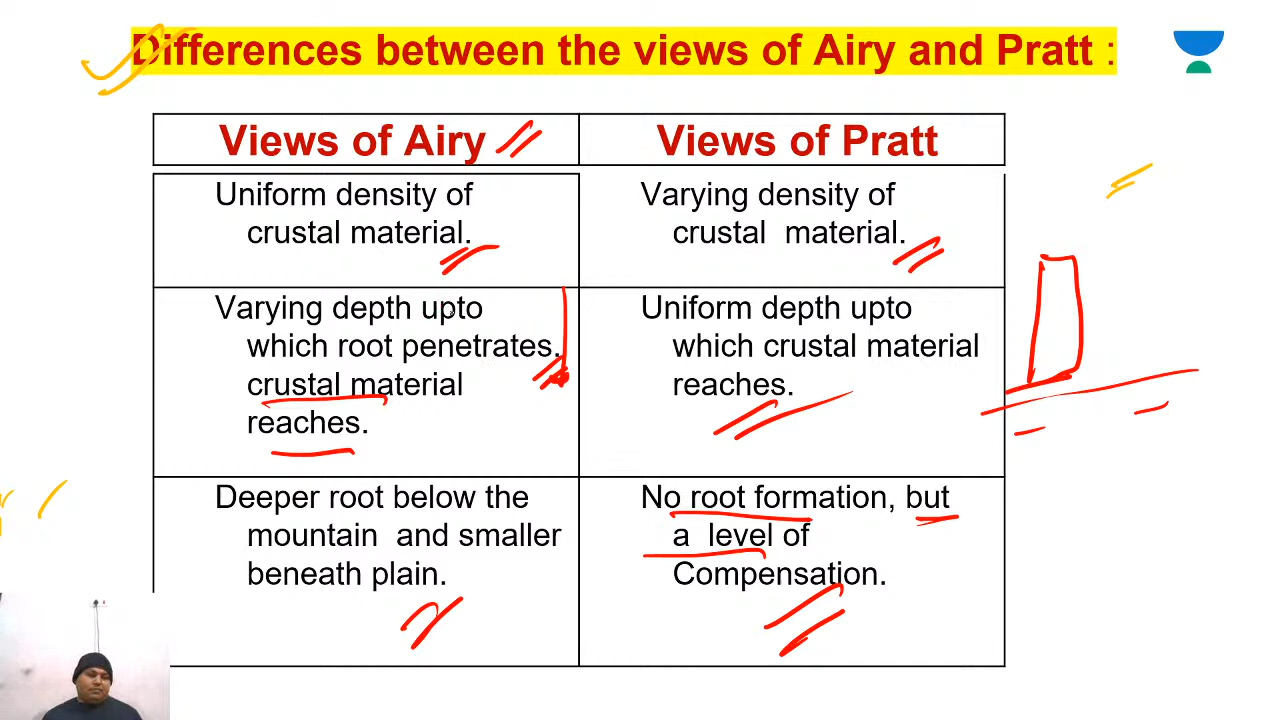 Differences between the views of Airy and Pratt :
Views of Airy
Views of Pratt
Uniform density of
crustal material.
Varying density of
crustal  material.
Varying depth upto
which root penetrates.
crustal material
reaches.
Uniform depth upto
which crustal material
reaches.
Deeper root below the
mountain  and smaller
beneath plain.
No root formation, but
a  level of
Compensation.